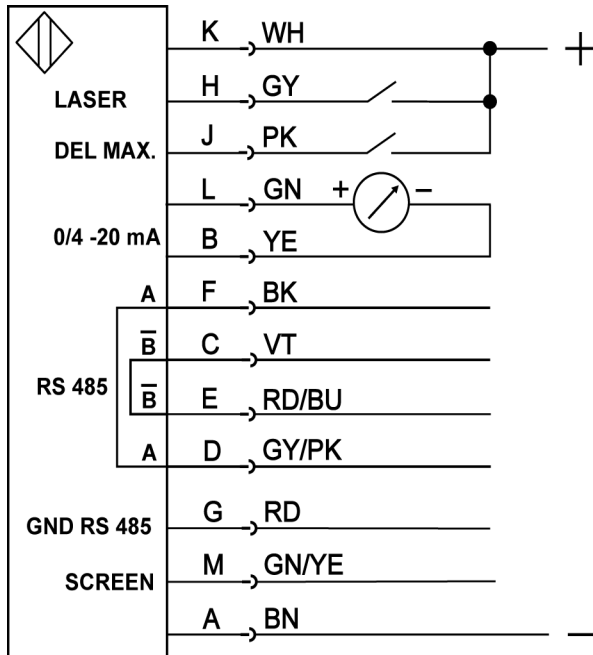 K WH +
LASER H GY
DEL MAX. J PK
L GN + −
0/4 -20 mA B YE
A F BK
B̅ C VT
RS 485
B̅ E RD/BU
A D GY/PK
GND RS 485 G RD
SCREEN M GN/YE
A BN −